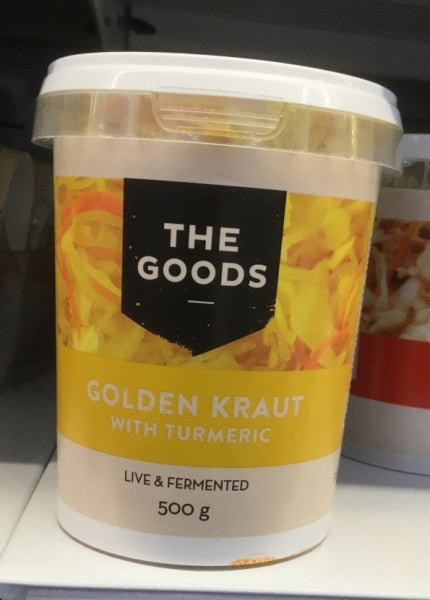 THE
GOODS
GOLDEN KRAUT
WITH TURMERIC
LIVE & FERMENTED
500 g